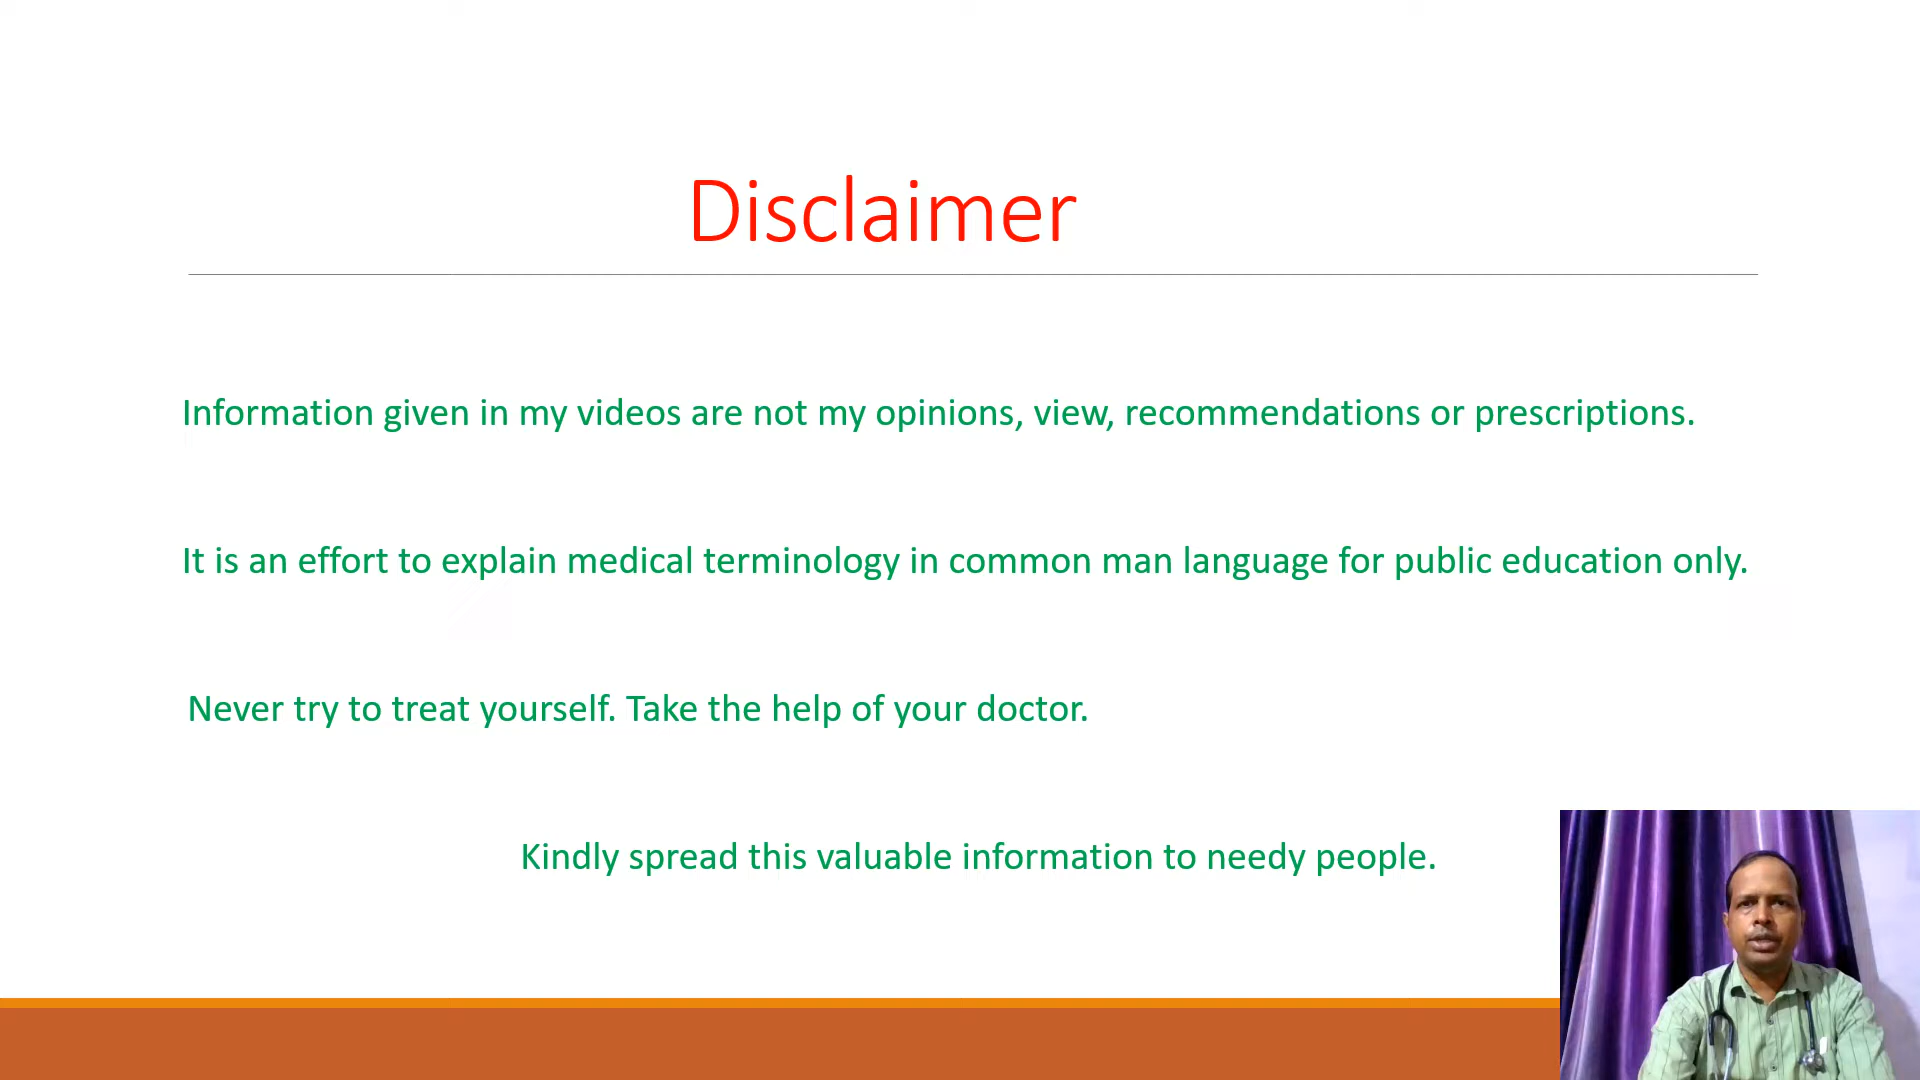 Disclaimer
Information given in my videos are not my opinions, view, recommendations or prescriptions.
It is an effort to explain medical terminology in common man language for public education only.
Never try to treat yourself. Take the help of your doctor.
Kindly spread this valuable information to needy people.